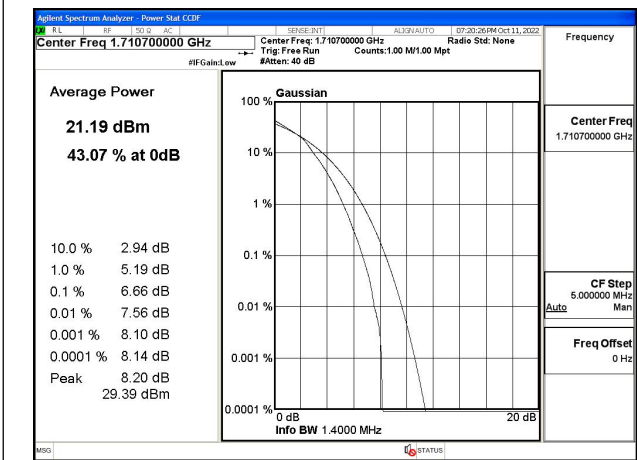 Agilent Spectrum Analyzer - Power Stat CCDF
RL RF 50 Ω AC SENSE:INT ALIGNAUTO 07:20:26 PM Oct 11, 2022
Center Freq 1.710700000 GHz
Center Freq: 1.710700000 GHz Radio Std: None
Trig: Free Run Counts:1.00 M/1.00 Mpt
#IFGain:Low #Atten: 40 dB
Frequency
Average Power
21.19 dBm
43.07 % at 0dB
10.0 % 2.94 dB
1.0 % 5.19 dB
0.1 % 6.66 dB
0.01 % 7.56 dB
0.001 % 8.10 dB
0.0001 % 8.14 dB
Peak 8.20 dB
29.39 dBm
Gaussian
100 %
10 %
1 %
0.1 %
0.01 %
0.001 %
0.0001 %
0 dB 20 dB
Info BW 1.4000 MHz
Center Freq
1.710700000 GHz
CF Step
5.000000 MHz
Auto Man
Freq Offset
0 Hz
MSG STATUS